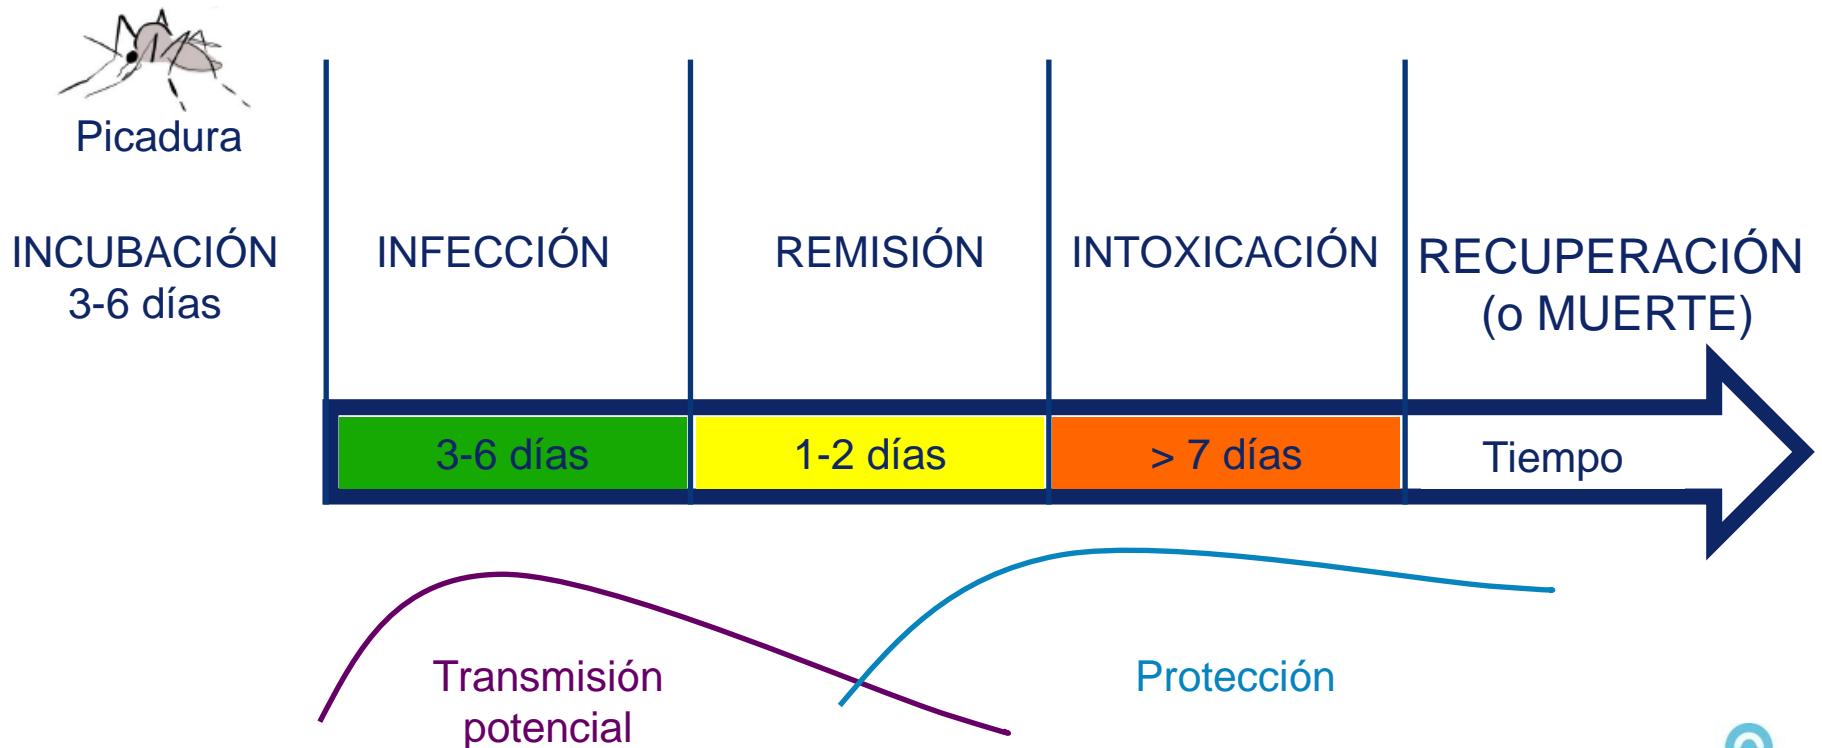 Picadura
INCUBACIÓN
3-6 días
INFECCIÓN
REMISIÓN
INTOXICACIÓN
RECUPERACIÓN
(o MUERTE)
3-6 días
1-2 días
> 7 días
Tiempo
Transmisión
potencial
Protección